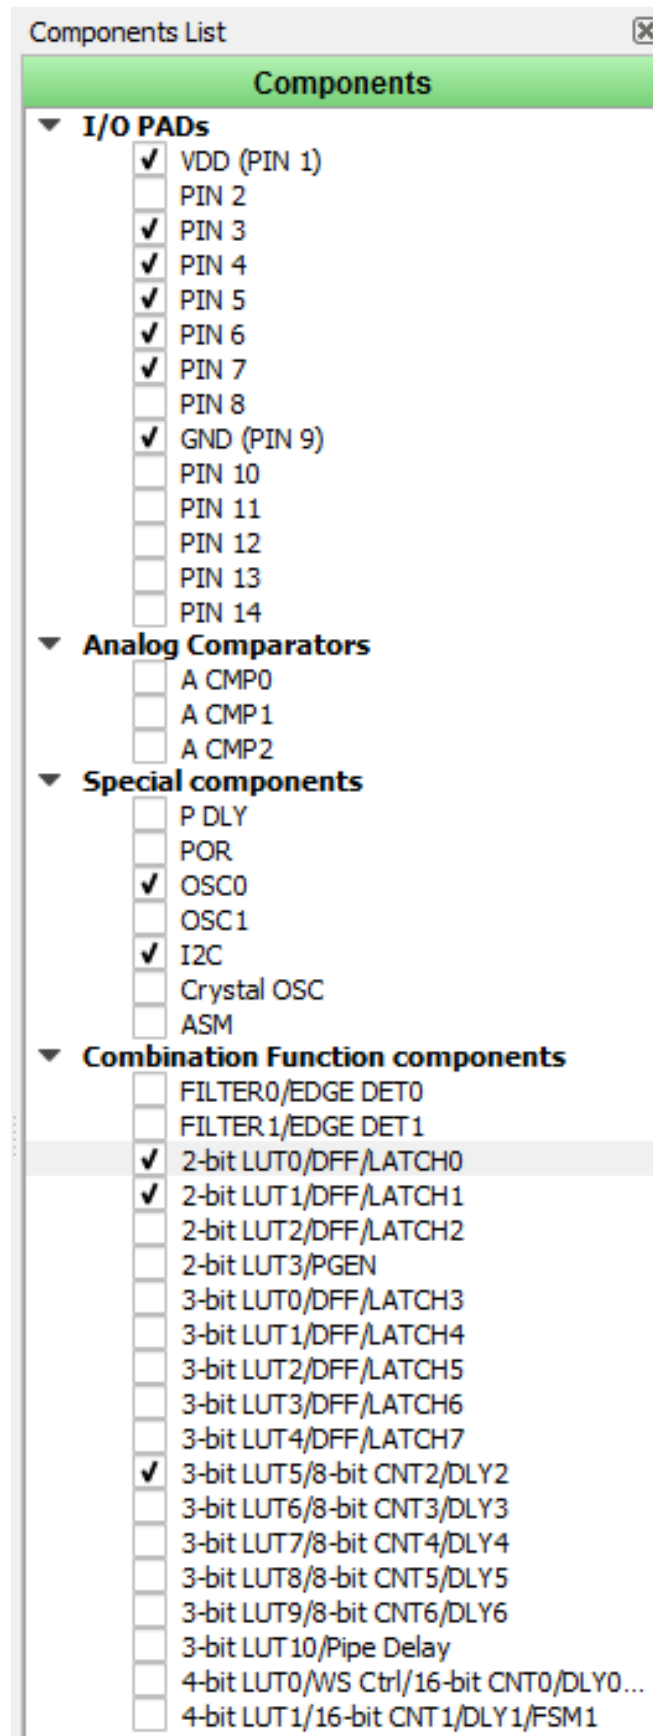 Components List
Components
I/O PADs
VDD (PIN 1)
PIN 2
PIN 3
PIN 4
PIN 5
PIN 6
PIN 7
PIN 8
GND (PIN 9)
PIN 10
PIN 11
PIN 12
PIN 13
PIN 14
Analog Comparators
A CMP0
A CMP1
A CMP2
Special components
P DLY
POR
OSC0
OSC1
I2C
Crystal OSC
ASM
Combination Function components
FILTER0/EDGE DET0
FILTER1/EDGE DET1
2-bit LUT0/DFF/LATCH0
2-bit LUT1/DFF/LATCH1
2-bit LUT2/DFF/LATCH2
2-bit LUT3/PGEN
3-bit LUT0/DFF/LATCH3
3-bit LUT1/DFF/LATCH4
3-bit LUT2/DFF/LATCH5
3-bit LUT3/DFF/LATCH6
3-bit LUT4/DFF/LATCH7
3-bit LUT5/8-bit CNT2/DLY2
3-bit LUT6/8-bit CNT3/DLY3
3-bit LUT7/8-bit CNT4/DLY4
3-bit LUT8/8-bit CNT5/DLY5
3-bit LUT9/8-bit CNT6/DLY6
3-bit LUT10/Pipe Delay
4-bit LUT0/WS Ctrl/16-bit CNT0/DLY0...
4-bit LUT1/16-bit CNT1/DLY1/FSM1